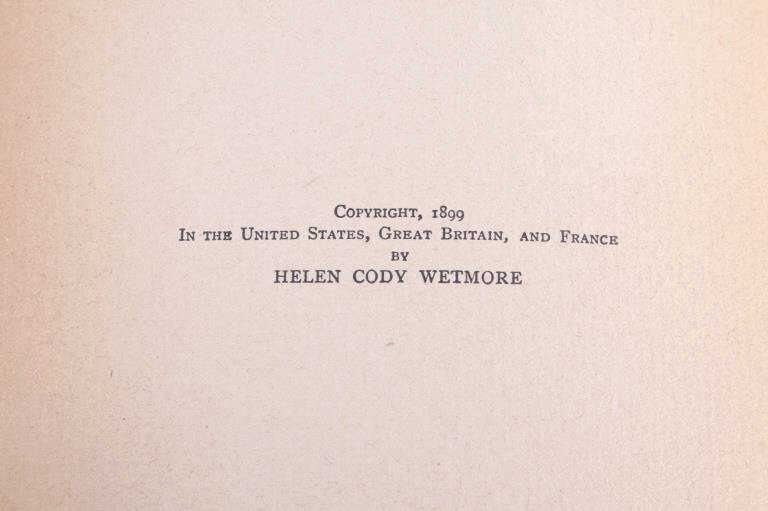 Copyright, 1899
In the United States, Great Britain, and France
by
HELEN CODY WETMORE